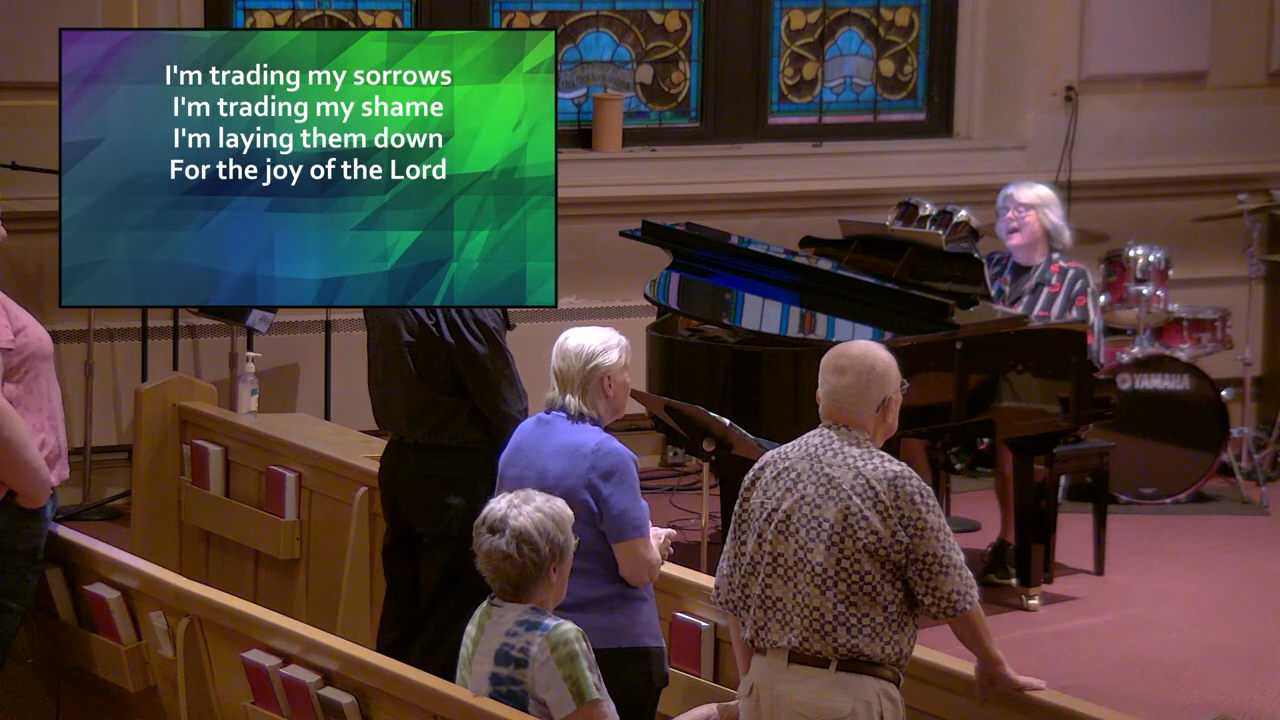 I'm trading my sorrows
I'm trading my shame
I'm laying them down
For the joy of the Lord
YAMAHA